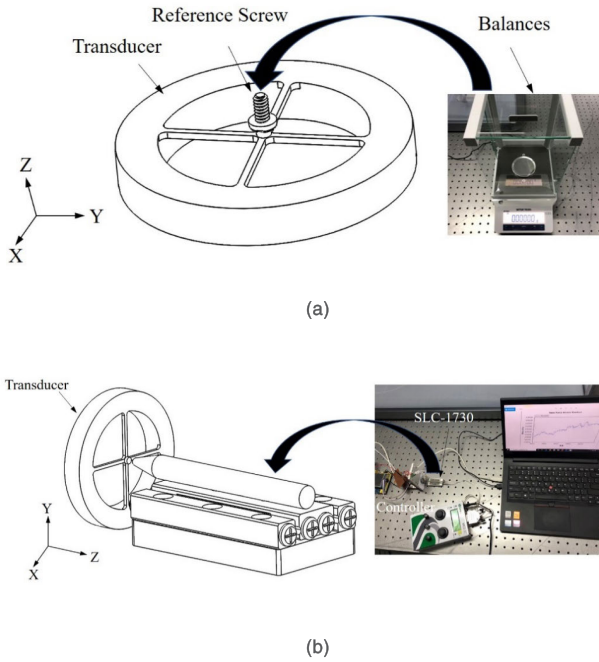 Reference Screw
Transducer
Balances
Z
Y
X
(a)
Transducer
SLC-1730
Controller
Y
Z
X
(b)